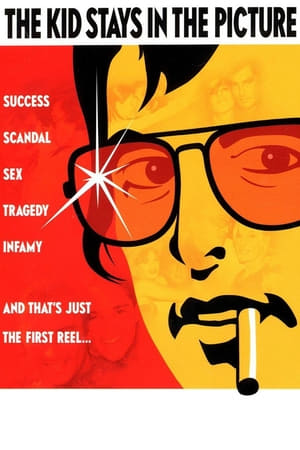 THE KID STAYS IN THE PICTURE
SUCCESS
SCANDAL
SEX
TRAGEDY
INFAMY
AND THAT'S JUST
THE FIRST REEL...